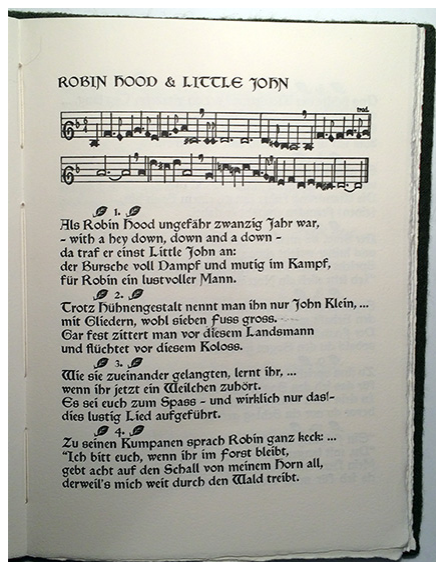 ROBIN HOOD & LITTLE JOHN
trad.
1.
Als Robin Hood ungefähr zwanzig Jahr war,
- with a hey down, down and a down -
da traf er einst Little John an:
der Bursche voll Dampf und mutig im Kampf,
für Robin ein lustvoller Mann.
2.
Trotz Hühnengestalt nennt man ihn nur John Klein, ...
mit Gliedern, wohl sieben Fuss gross.
Gar fest zittert man vor diesem Landsmann
und flüchtet vor diesem Koloss.
3.
Wie sie zueinander gelangten, lernt ihr, ...
wenn ihr jetzt ein Weilchen zuhört.
Es sei euch zum Spass - und wirklich nur das!-
dies lustig Lied aufgeführt.
4.
Zu seinen Kumpanen sprach Robin ganz keck: ...
"Ich bitt euch, wenn ihr im Forst bleibt,
gebt acht auf den Schall von meinem Horn all,
derweil's mich weit durch den Wald treibt.